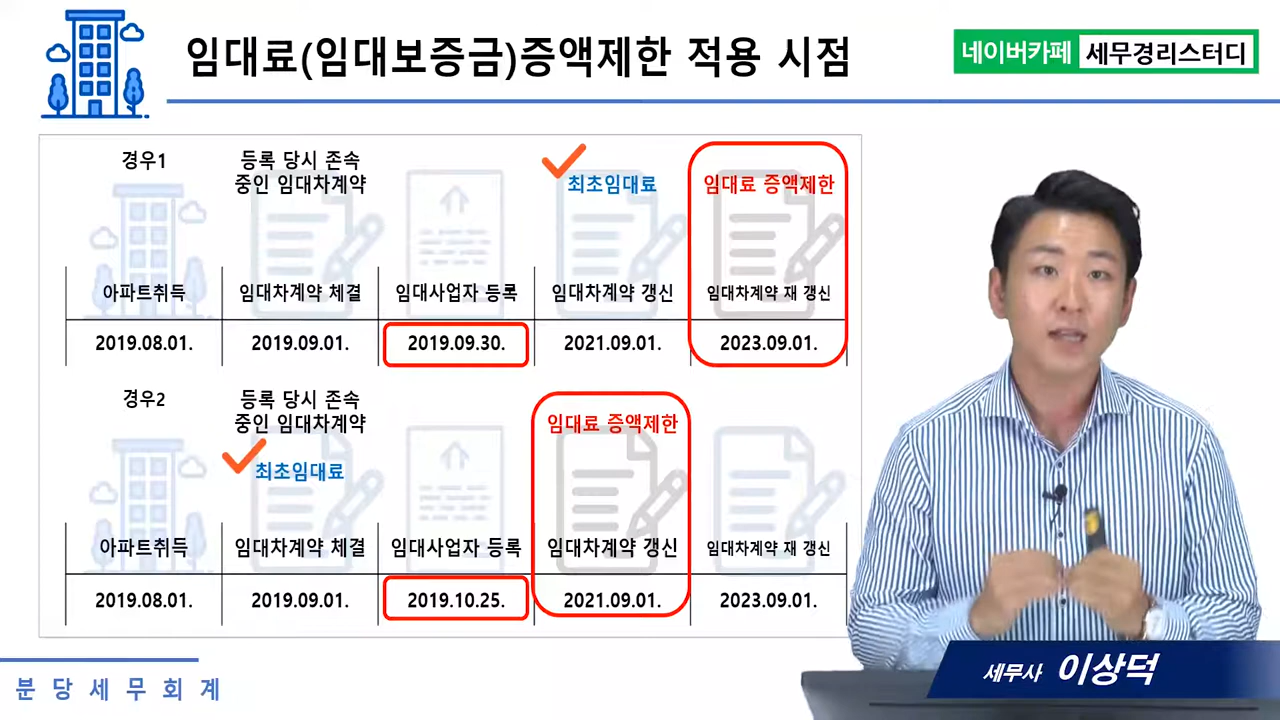 임대료(임대보증금)증액제한 적용 시점
네이버카페 세무경리스터디
경우1
등록 당시 존속
중인 임대차계약
최초임대료
임대료 증액제한
아파트취득 임대차계약 체결 임대사업자 등록 임대차계약 갱신 임대차계약 재 갱신
2019.08.01. 2019.09.01. 2019.09.30. 2021.09.01. 2023.09.01.
경우2
등록 당시 존속
중인 임대차계약
최초임대료
임대료 증액제한
아파트취득 임대차계약 체결 임대사업자 등록 임대차계약 갱신 임대차계약 재 갱신
2019.08.01. 2019.09.01. 2019.10.25. 2021.09.01. 2023.09.01.
분당세무회계
세무사 이상덕